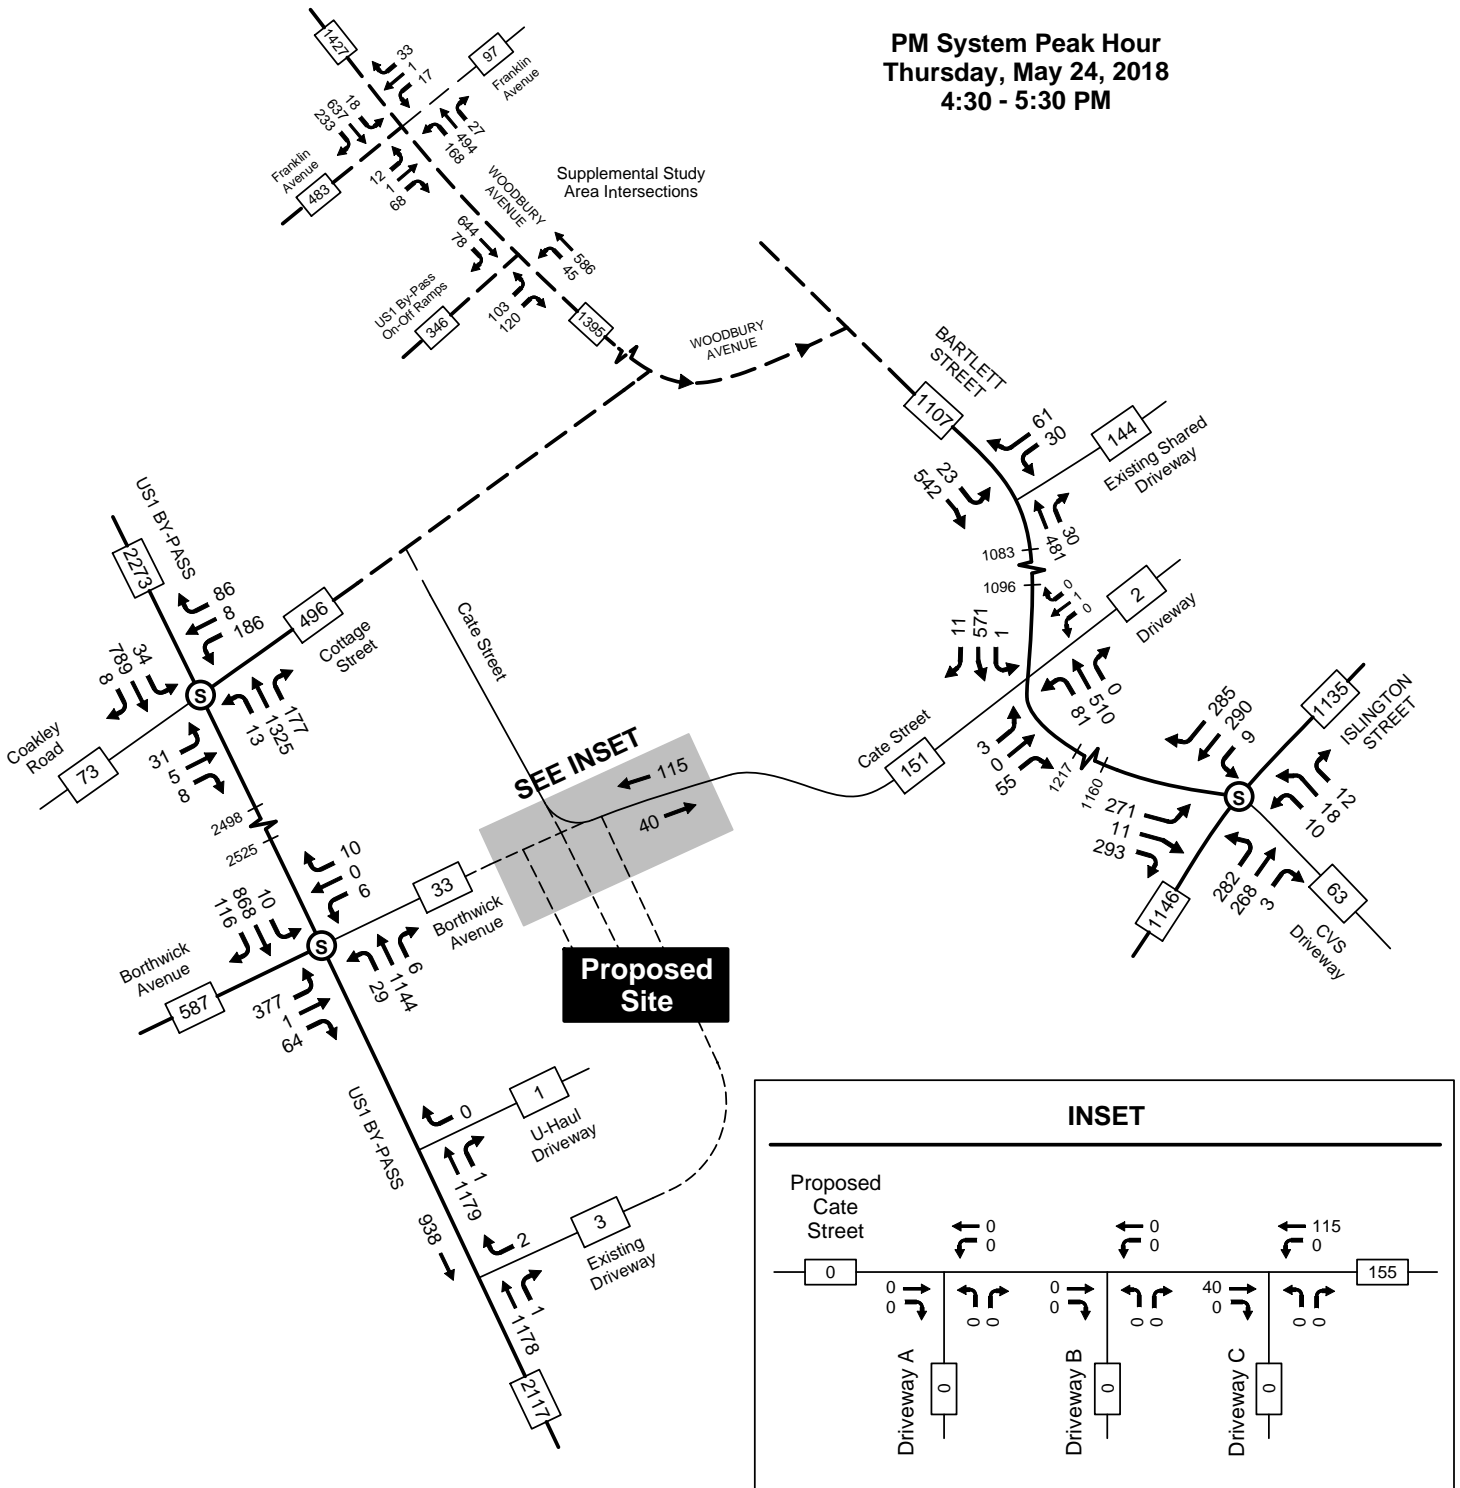 PM System Peak Hour
Thursday, May 24, 2018
4:30 - 5:30 PM
1427
33
1
17
97
Franklin
Avenue
18
637
233
27
494
168
Franklin
Avenue
483
12
1
68
WOODBURY
AVENUE
Supplemental Study
Area Intersections
644
78
586
45
US1 By-Pass
On-Off Ramps
346
103
120
1395
WOODBURY
AVENUE
BARTLETT
STREET
1107
61
30
144
Existing Shared
Driveway
23
542
30
481
1083
1096
0
1
0
2
Driveway
11
571
1
0
510
81
Cate Street
151
3
0
55
1217
1160
285
290
9
1135
ISLINGTON
STREET
271
11
293
12
18
10
282
268
3
1146
63
CVS
Driveway
US1 BY-PASS
2273
86
8
186
496
Cottage
Street
Cate Street
34
789
8
177
1325
13
Coakley
Road
73
31
5
8
2498
2525
SEE INSET
115
40
10
0
6
33
Borthwick
Avenue
10
868
116
6
1144
29
Borthwick
Avenue
587
377
1
64
S
S
S
Proposed
Site
US1 BY-PASS
0
1
U-Haul
Driveway
1
1179
938
2
3
Existing
Driveway
1
1178
2117
INSET
Proposed
Cate
Street
0
0
0
0
0
115
0
0
155
0
0
0
0
0
0
0
0
40
0
0
0
Driveway A
0
Driveway B
0
Driveway C
0